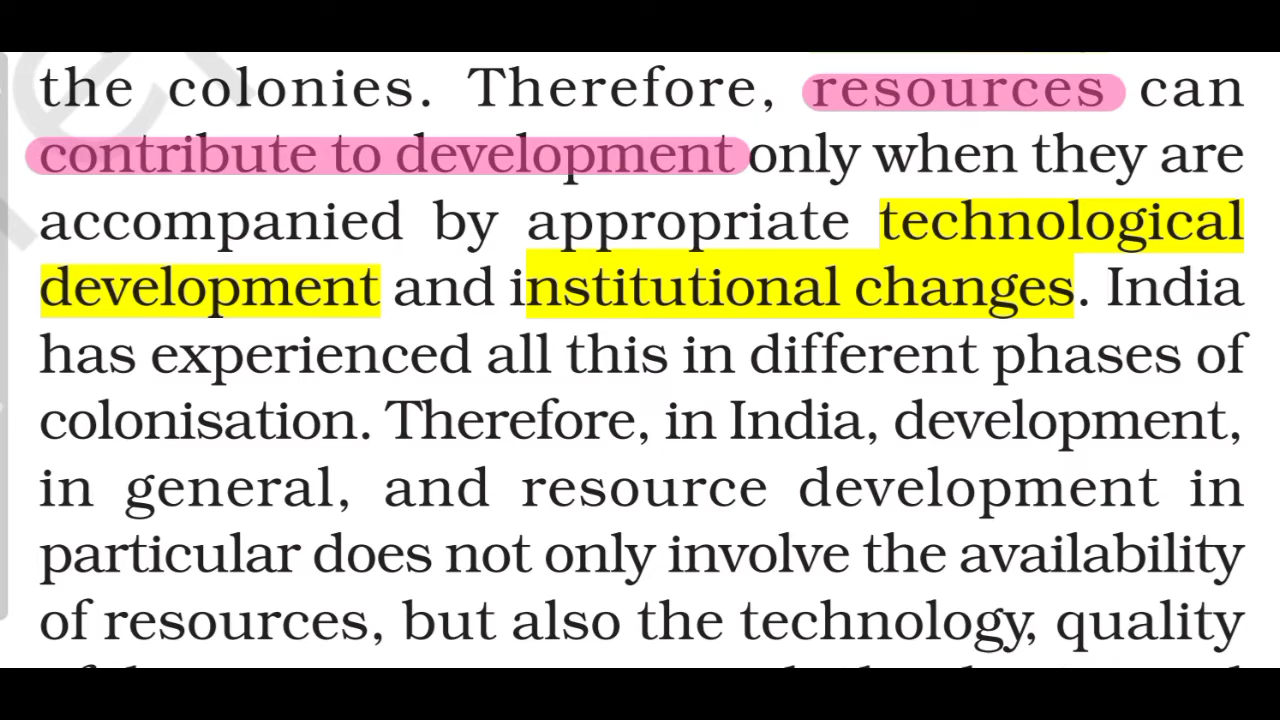 the colonies. Therefore, resources can
contribute to development only when they are
accompanied by appropriate technological
development and institutional changes. India
has experienced all this in different phases of
colonisation. Therefore, in India, development,
in general, and resource development in
particular does not only involve the availability
of resources, but also the technology, quality